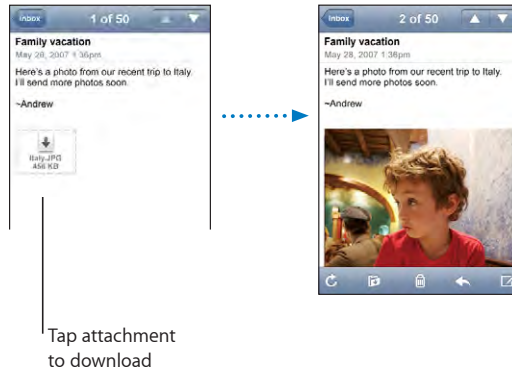 Inbox
1 of 50
Family vacation
May 28, 2007 1:36pm
Here's a photo from our recent trip to Italy.
I'll send more photos soon.
~Andrew
Italy.JPG
456 KB
Tap attachment
to download
Inbox
2 of 50
Family vacation
May 28, 2007 1:36pm
Here's a photo from our recent trip to Italy.
I'll send more photos soon.
~Andrew